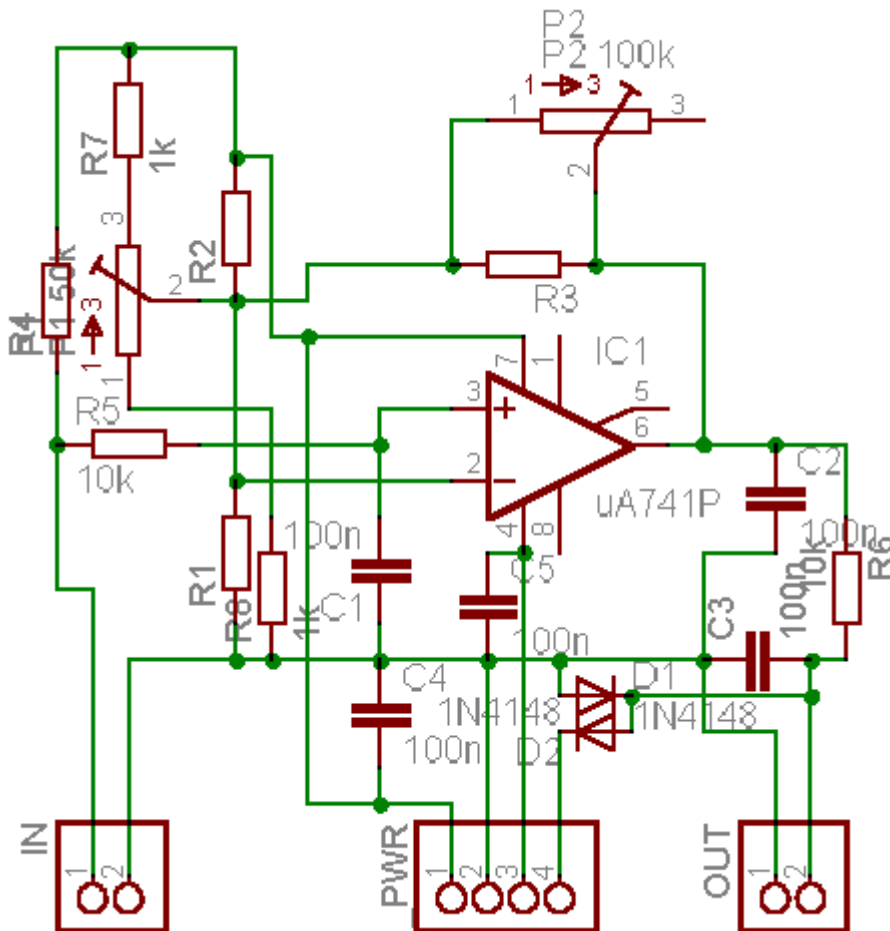 P2
P2 100k
1 3
1
3
2
R7
1k
3
R2
R4
P1 50k
1 3
2
1
R3
7
1
IC1
R5
10k
3
+
5
6
2
-
4
8
uA741P
C2
100n
R6
10k
R1
R8
1k
100n
C1
C5
100n
C3
100n
C4
100n
D1
1N4148
1N4148
D2
IN
1
2
PWR
1
2
3
4
OUT
1
2